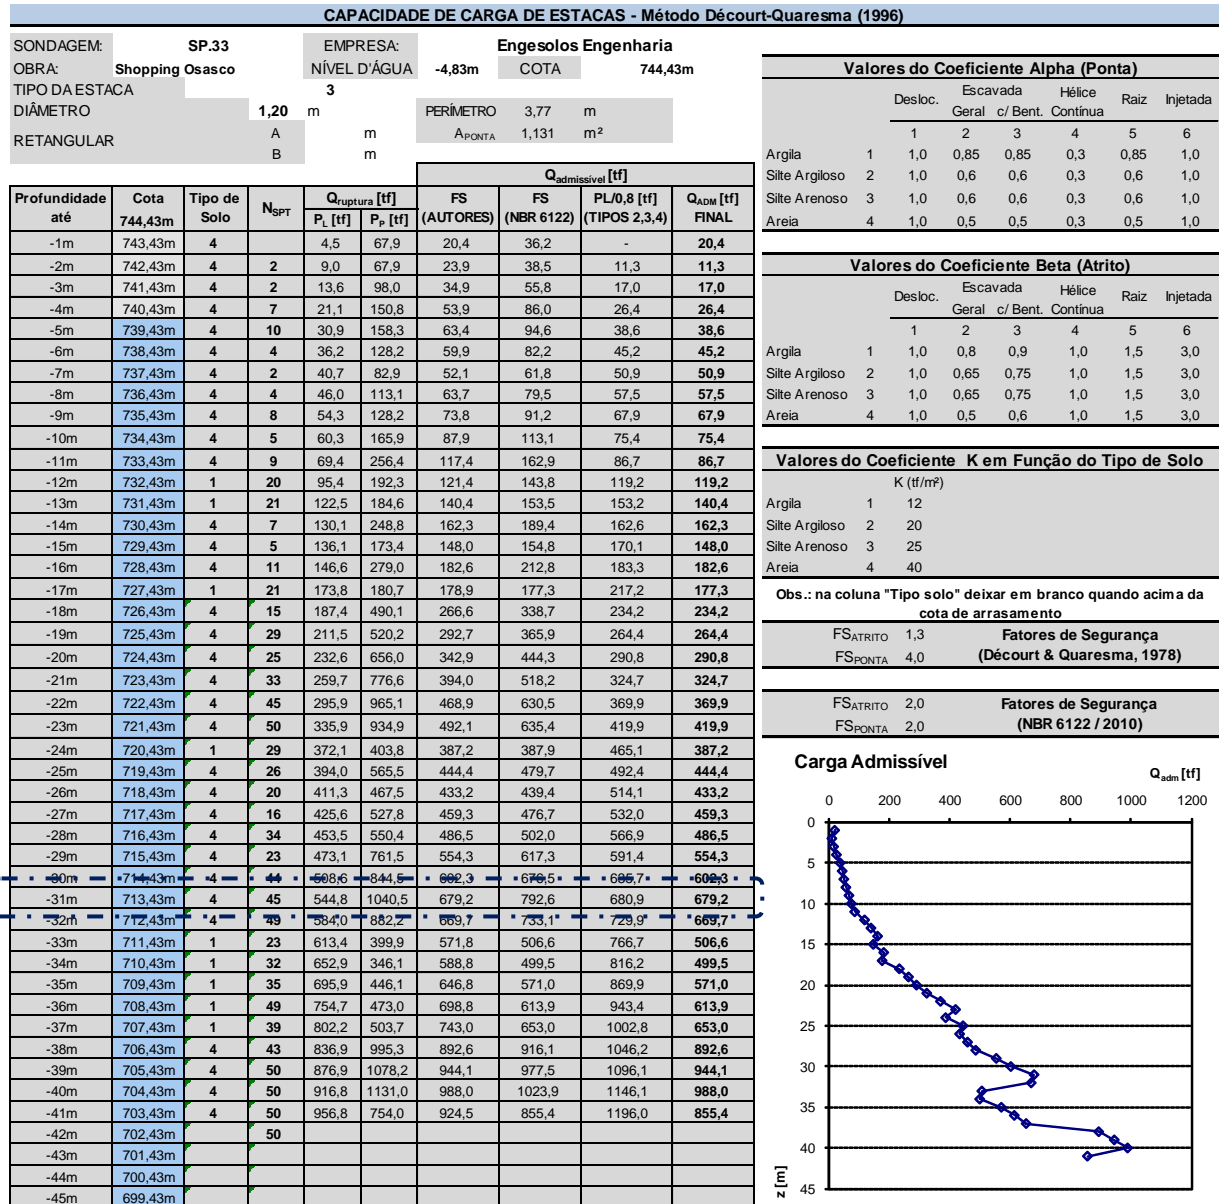 CAPACIDADE DE CARGA DE ESTACAS - Método Décourt-Quaresma (1996)
SONDAGEM: SP.33 EMPRESA: Engesolos Engenharia
OBRA: Shopping Osasco NÍVEL D'ÁGUA -4,83m COTA 744,43m
TIPO DA ESTACA 3
DIÂMETRO 1,20 m PERÍMETRO 3,77 m
RETANGULAR A m APONTA 1,131 m²
B m
Qadmissível [tf]
Profundidade até Cota 744,43m Tipo de Solo NSPT Qruptura [tf] PL [tf] PP [tf] FS (AUTORES) FS (NBR 6122) PL/0,8 [tf] (TIPOS 2,3,4) QADM [tf] FINAL
-1m 743,43m 4 4,5 67,9 20,4 36,2 - 20,4
-2m 742,43m 4 2 9,0 67,9 23,9 38,5 11,3 11,3
-3m 741,43m 4 2 13,6 98,0 34,9 55,8 17,0 17,0
-4m 740,43m 4 7 21,1 150,8 53,9 86,0 26,4 26,4
-5m 739,43m 4 10 30,9 158,3 63,4 94,6 38,6 38,6
-6m 738,43m 4 4 36,2 128,2 59,9 82,2 45,2 45,2
-7m 737,43m 4 2 40,7 82,9 52,1 61,8 50,9 50,9
-8m 736,43m 4 4 46,0 113,1 63,7 79,5 57,5 57,5
-9m 735,43m 4 8 54,3 128,2 73,8 91,2 67,9 67,9
-10m 734,43m 4 5 60,3 165,9 87,9 113,1 75,4 75,4
-11m 733,43m 4 9 69,4 256,4 117,4 162,9 86,7 86,7
-12m 732,43m 1 20 95,4 192,3 121,4 143,8 119,2 119,2
-13m 731,43m 1 21 122,5 184,6 140,4 153,5 153,2 140,4
-14m 730,43m 4 7 130,1 248,8 162,3 189,4 162,6 162,3
-15m 729,43m 4 5 136,1 173,4 148,0 154,8 170,1 148,0
-16m 728,43m 4 11 146,6 279,0 182,6 212,8 183,3 182,6
-17m 727,43m 1 21 173,8 180,7 178,9 177,3 217,2 177,3
-18m 726,43m 4 15 187,4 490,1 266,6 338,7 234,2 234,2
-19m 725,43m 4 29 211,5 520,2 292,7 365,9 264,4 264,4
-20m 724,43m 4 25 232,6 656,0 342,9 444,3 290,8 290,8
-21m 723,43m 4 33 259,7 776,6 394,0 518,2 324,7 324,7
-22m 722,43m 4 45 295,9 965,1 468,9 630,5 369,9 369,9
-23m 721,43m 4 50 335,9 934,9 492,1 635,4 419,9 419,9
-24m 720,43m 1 29 372,1 403,8 387,2 387,9 465,1 387,2
-25m 719,43m 4 26 394,0 565,5 444,4 479,7 492,4 444,4
-26m 718,43m 4 20 411,3 467,5 433,2 439,4 514,1 433,2
-27m 717,43m 4 16 425,6 527,8 459,3 476,7 532,0 459,3
-28m 716,43m 4 34 453,5 550,4 486,5 502,0 566,9 486,5
-29m 715,43m 4 23 473,1 761,5 554,3 617,3 591,4 554,3
-30m 714,43m 4 44 508,6 844,5 602,3 676,5 635,7 602,3
-31m 713,43m 4 45 544,8 1040,5 679,2 792,6 680,9 679,2
-32m 712,43m 4 49 584,0 882,2 669,7 733,1 729,9 669,7
-33m 711,43m 1 23 613,4 399,9 571,8 506,6 766,7 506,6
-34m 710,43m 1 32 652,9 346,1 588,8 499,5 816,2 499,5
-35m 709,43m 1 35 695,9 446,1 646,8 571,0 869,9 571,0
-36m 708,43m 1 49 754,7 473,0 698,8 613,9 943,4 613,9
-37m 707,43m 1 39 802,2 503,7 743,0 653,0 1002,8 653,0
-38m 706,43m 4 43 836,9 995,3 892,6 916,1 1046,2 892,6
-39m 705,43m 4 50 876,9 1078,2 944,1 977,5 1096,1 944,1
-40m 704,43m 4 50 916,8 1131,0 988,0 1023,9 1146,1 988,0
-41m 703,43m 4 50 956,8 754,0 924,5 855,4 1196,0 855,4
-42m 702,43m 50
-43m 701,43m
-44m 700,43m
-45m 699,43m
Valores do Coeficiente Alpha (Ponta)
Desloc. Escavada Hélice Raiz Injetada
Geral c/ Bent. Contínua
1 2 3 4 5 6
Argila 1 1,0 0,85 0,85 0,3 0,85 1,0
Silte Argiloso 2 1,0 0,6 0,6 0,3 0,6 1,0
Silte Arenoso 3 1,0 0,6 0,6 0,3 0,6 1,0
Areia 4 1,0 0,5 0,5 0,3 0,5 1,0
Valores do Coeficiente Beta (Atrito)
Desloc. Escavada Hélice Raiz Injetada
Geral c/ Bent. Contínua
1 2 3 4 5 6
Argila 1 1,0 0,8 0,9 1,0 1,5 3,0
Silte Argiloso 2 1,0 0,65 0,75 1,0 1,5 3,0
Silte Arenoso 3 1,0 0,65 0,75 1,0 1,5 3,0
Areia 4 1,0 0,5 0,6 1,0 1,5 3,0
Valores do Coeficiente K em Função do Tipo de Solo
K (tf/m²)
Argila 1 12
Silte Argiloso 2 20
Silte Arenoso 3 25
Areia 4 40
Obs.: na coluna "Tipo solo" deixar em branco quando acima da
cota de arrasamento
FSATRITO 1,3 Fatores de Segurança
FSPONTA 4,0 (Décourt & Quaresma, 1978)
FSATRITO 2,0 Fatores de Segurança
FSPONTA 2,0 (NBR 6122 / 2010)
Carga Admissível
Qadm [tf]
0 200 400 600 800 1000 1200
0
5
10
15
20
25
30
35
40
45
z [m]